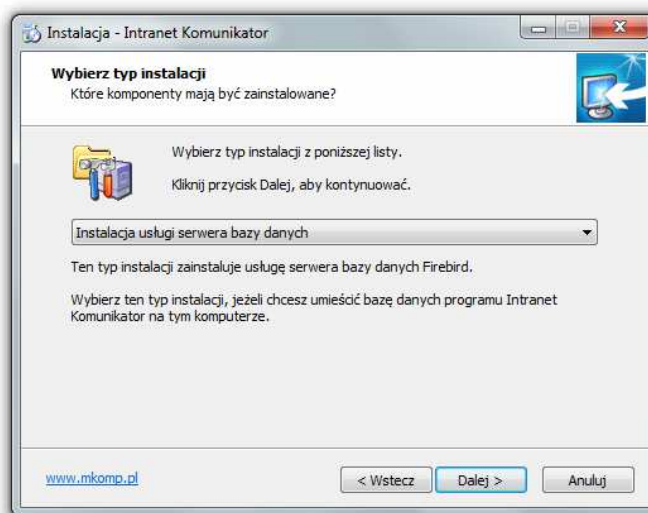 Instalacja - Intranet Komunikator
Wybierz typ instalacji
Które komponenty mają być zainstalowane?
Wybierz typ instalacji z poniższej listy.
Kliknij przycisk Dalej, aby kontynuować.
Instalacja usługi serwera bazy danych
Ten typ instalacji zainstaluje usługę serwera bazy danych Firebird.
Wybierz ten typ instalacji, jeżeli chcesz umieścić bazę danych programu Intranet
Komunikator na tym komputerze.
www.mkomp.pl
< Wstecz
Dalej >
Anuluj